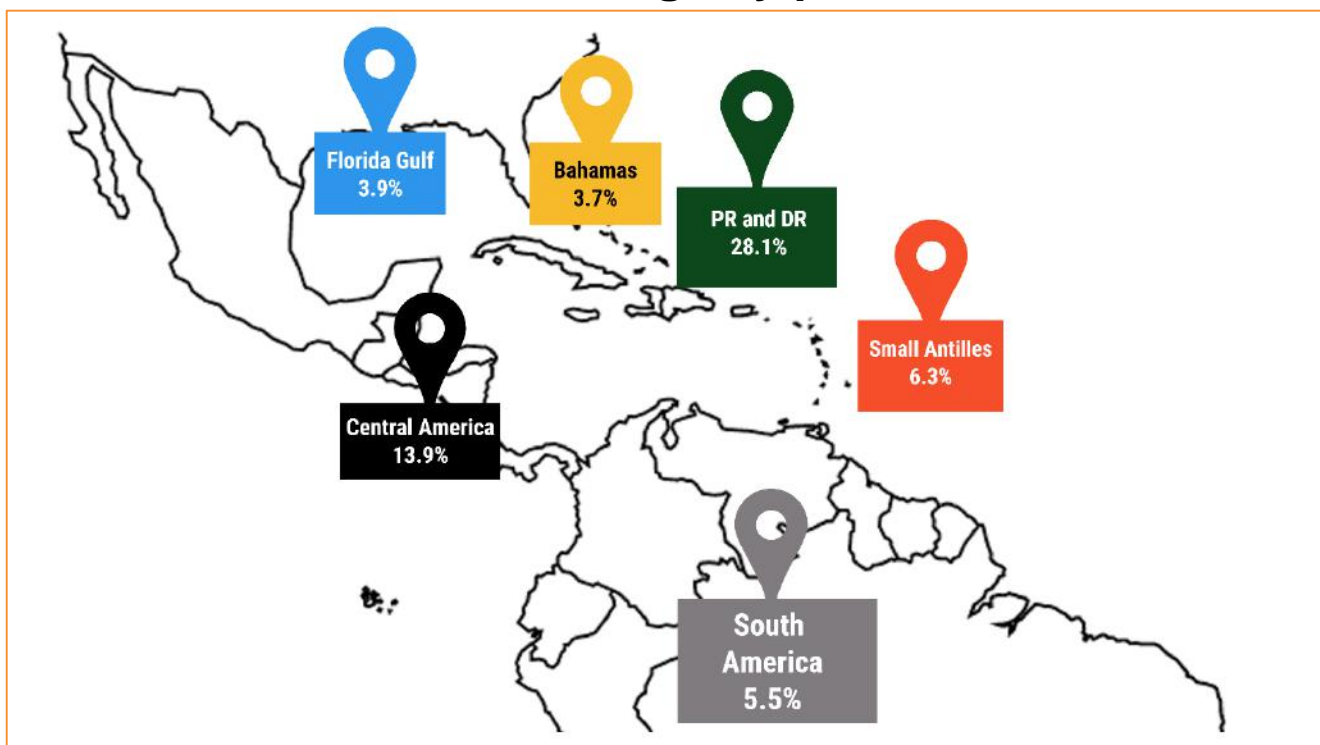 Florida Gulf
3.9%
Bahamas
3.7%
PR and DR
28.1%
Small Antilles
6.3%
Central America
13.9%
South
America
5.5%